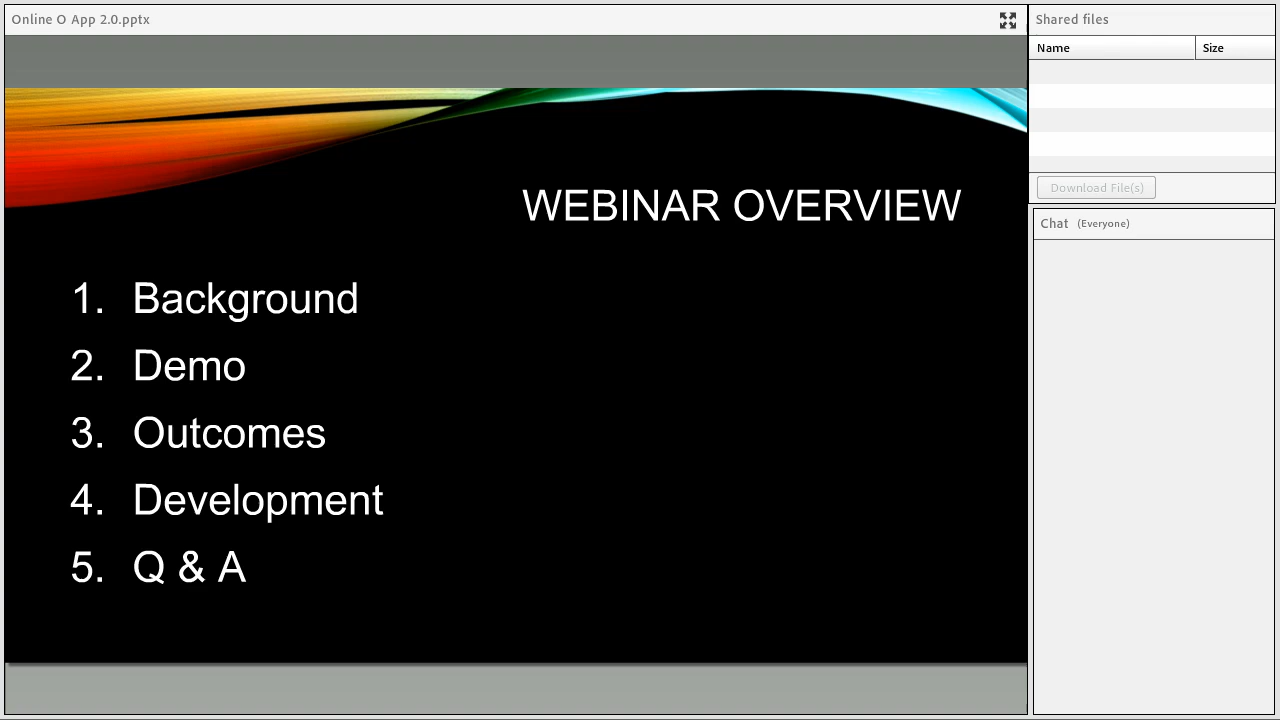 Online O App 2.0.pptx
Shared files
Name Size
Download File(s)
Chat (Everyone)
WEBINAR OVERVIEW
1. Background
2. Demo
3. Outcomes
4. Development
5. Q & A